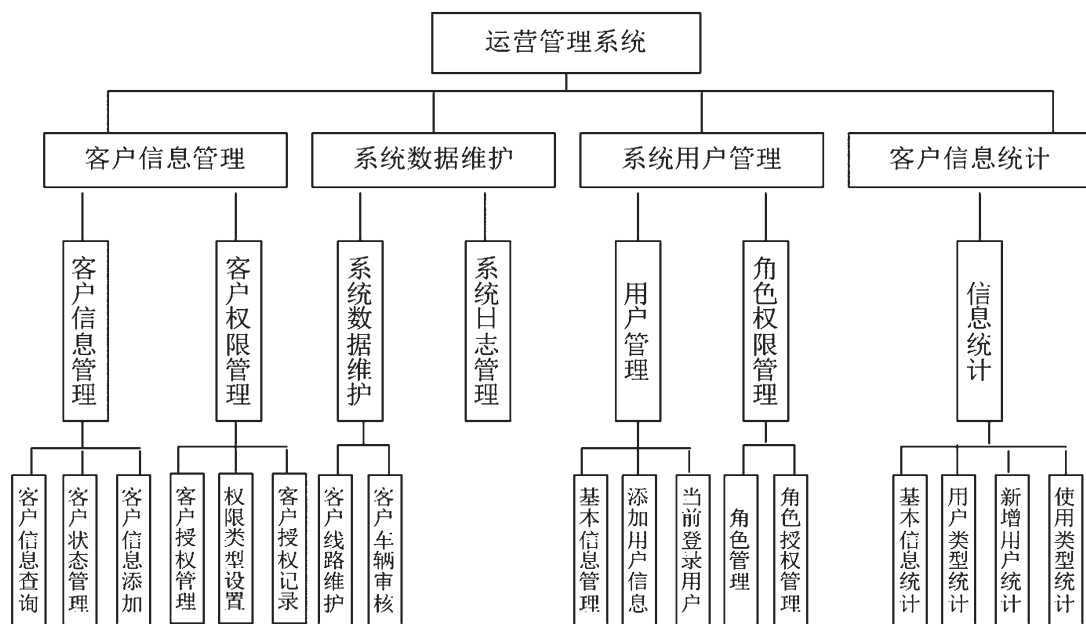 运营管理系统
客户信息管理
系统数据维护
系统用户管理
客户信息统计
客户信息管理
客户权限管理
系统数据维护
系统日志管理
用户管理
角色权限管理
信息统计
客户信息查询
客户状态管理
客户信息添加
客户授权管理
权限类型设置
客户授权记录
客户线路维护
客户车辆审核
基本信息管理
添加用户信息
当前登录用户
角色管理
角色授权管理
基本信息统计
用户类型统计
新增用户统计
使用类型统计